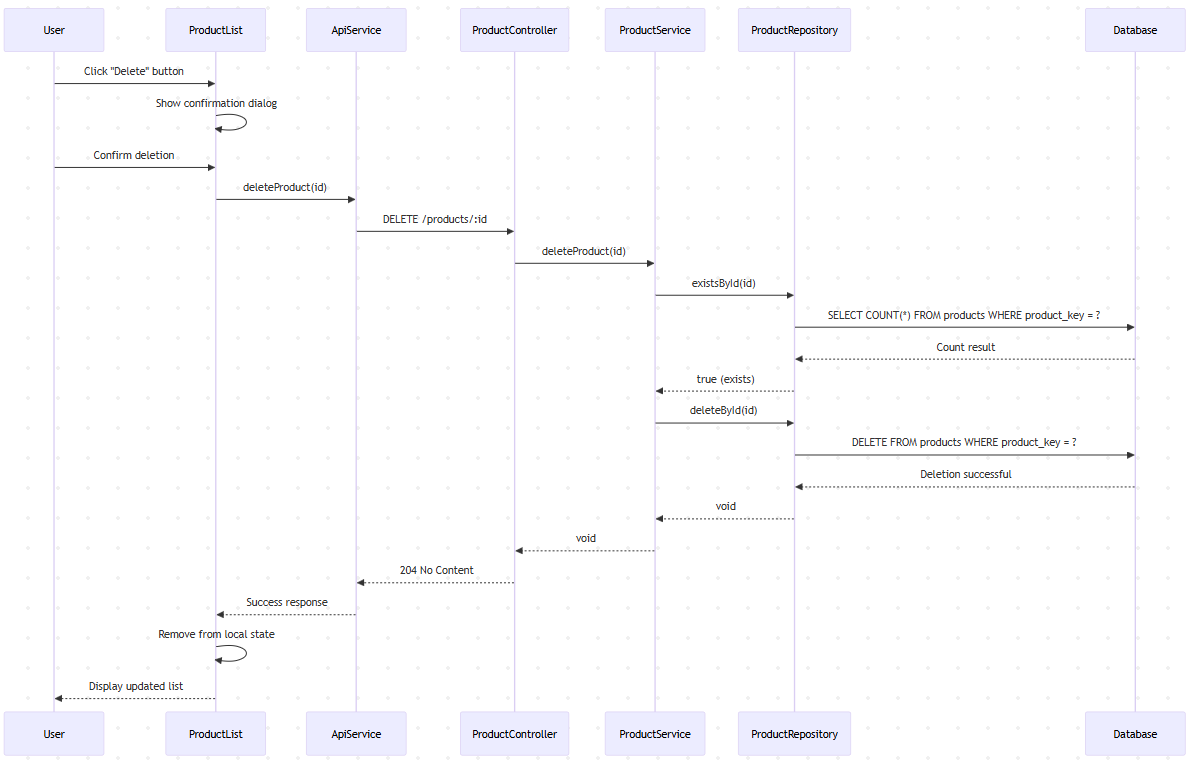 User
ProductList
ApiService
ProductController
ProductService
ProductRepository
Database
Click "Delete" button
Show confirmation dialog
Confirm deletion
deleteProduct(id)
DELETE /products/:id
deleteProduct(id)
existsById(id)
SELECT COUNT(*) FROM products WHERE product_key = ?
Count result
true (exists)
deleteById(id)
DELETE FROM products WHERE product_key = ?
Deletion successful
void
void
204 No Content
Success response
Remove from local state
Display updated list
User
ProductList
ApiService
ProductController
ProductService
ProductRepository
Database